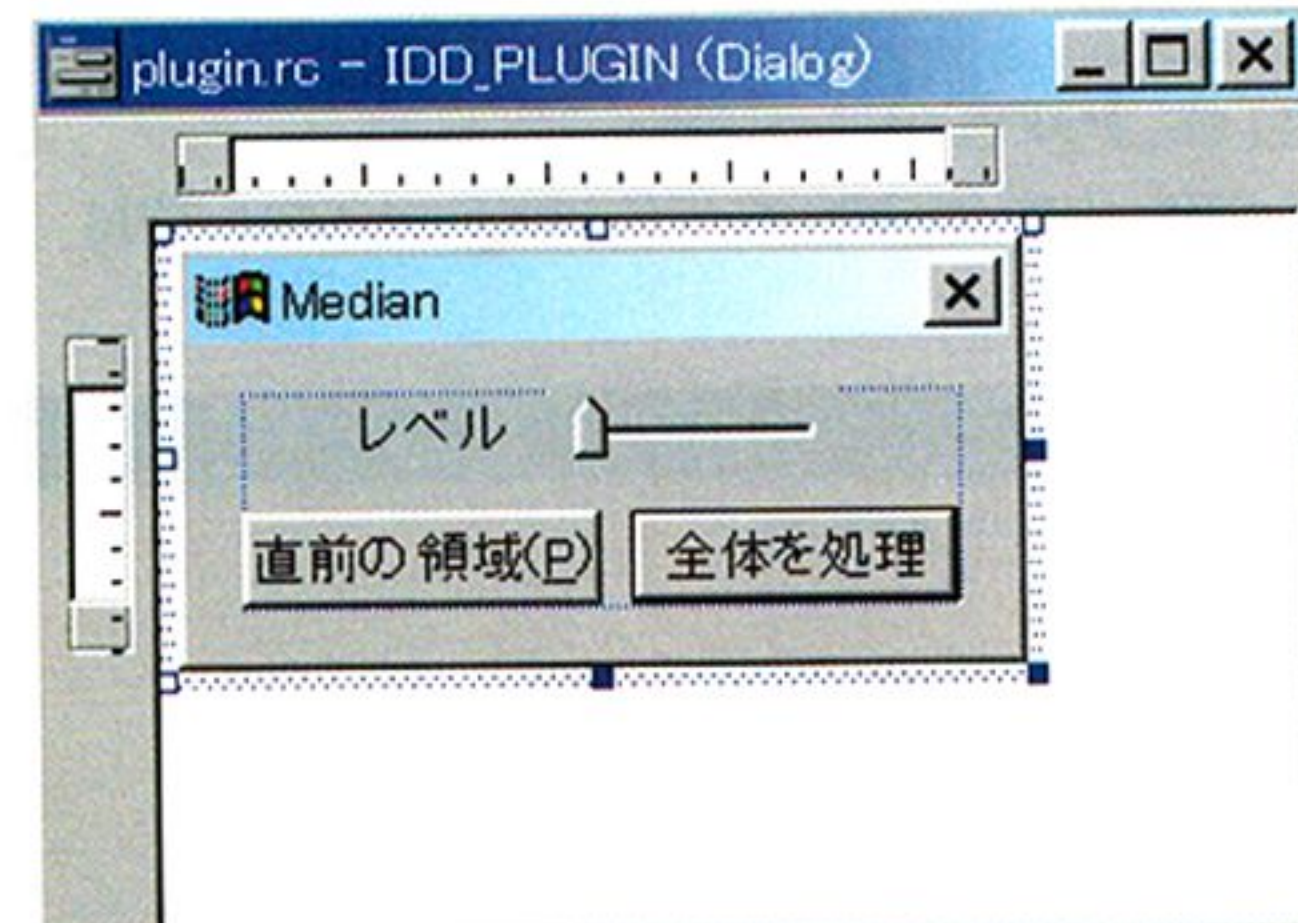 plugin.rc - IDD_PLUGIN (Dialog)
Median
レベル
直前の領域(P)
全体を処理